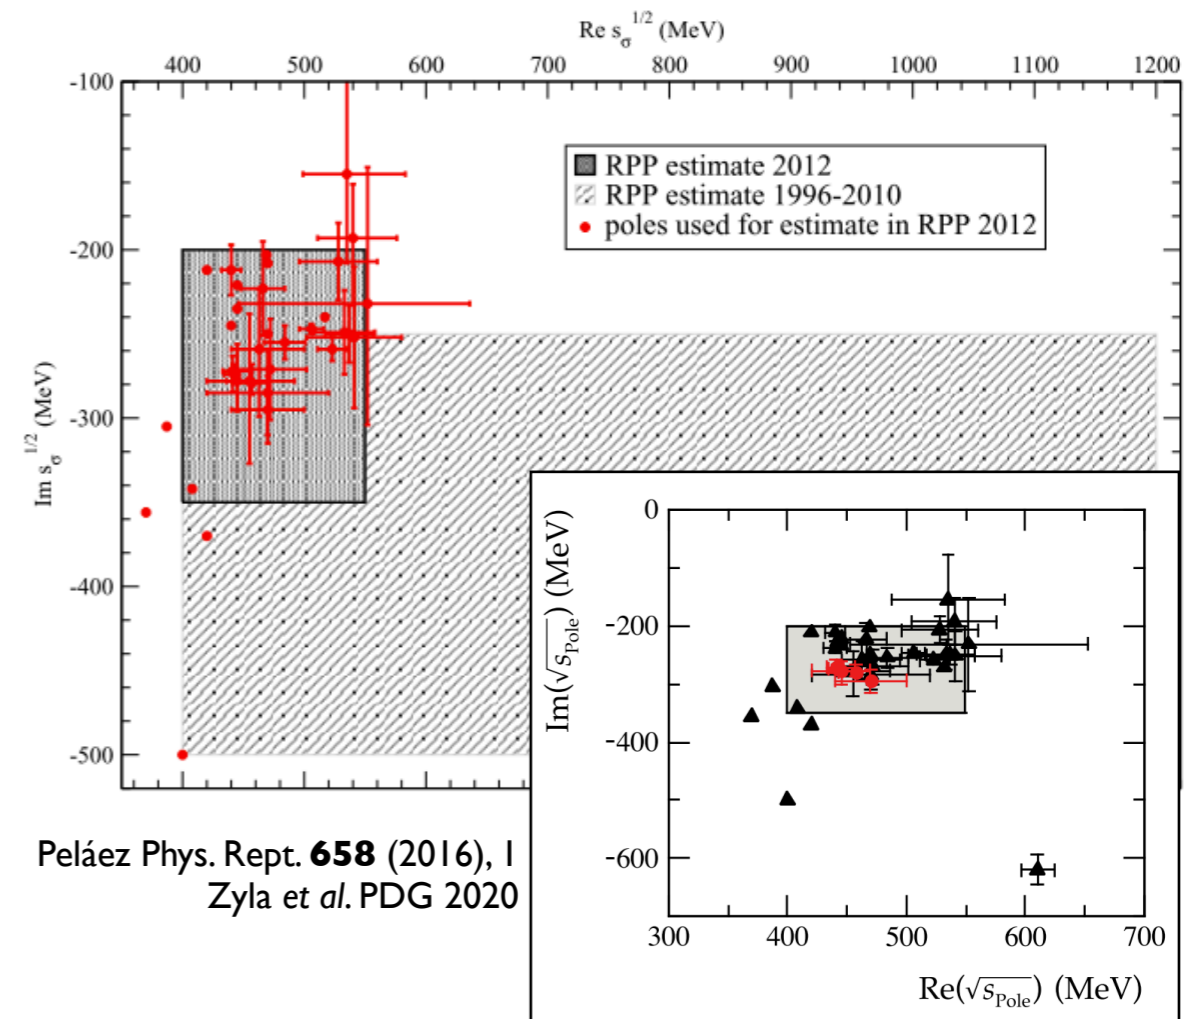 Re s_σ^{1/2} (MeV)
400 500 600 700 800 900 1000 1100 1200
-100
-200
-300
-400
-500
Im s_σ^{1/2} (MeV)
RPP estimate 2012
RPP estimate 1996-2010
poles used for estimate in RPP 2012
0
-200
-400
-600
Im(√s_Pole) (MeV)
300 400 500 600 700
Re(√s_Pole) (MeV)
Peláez Phys. Rept. 658 (2016), 1
Zyla et al. PDG 2020